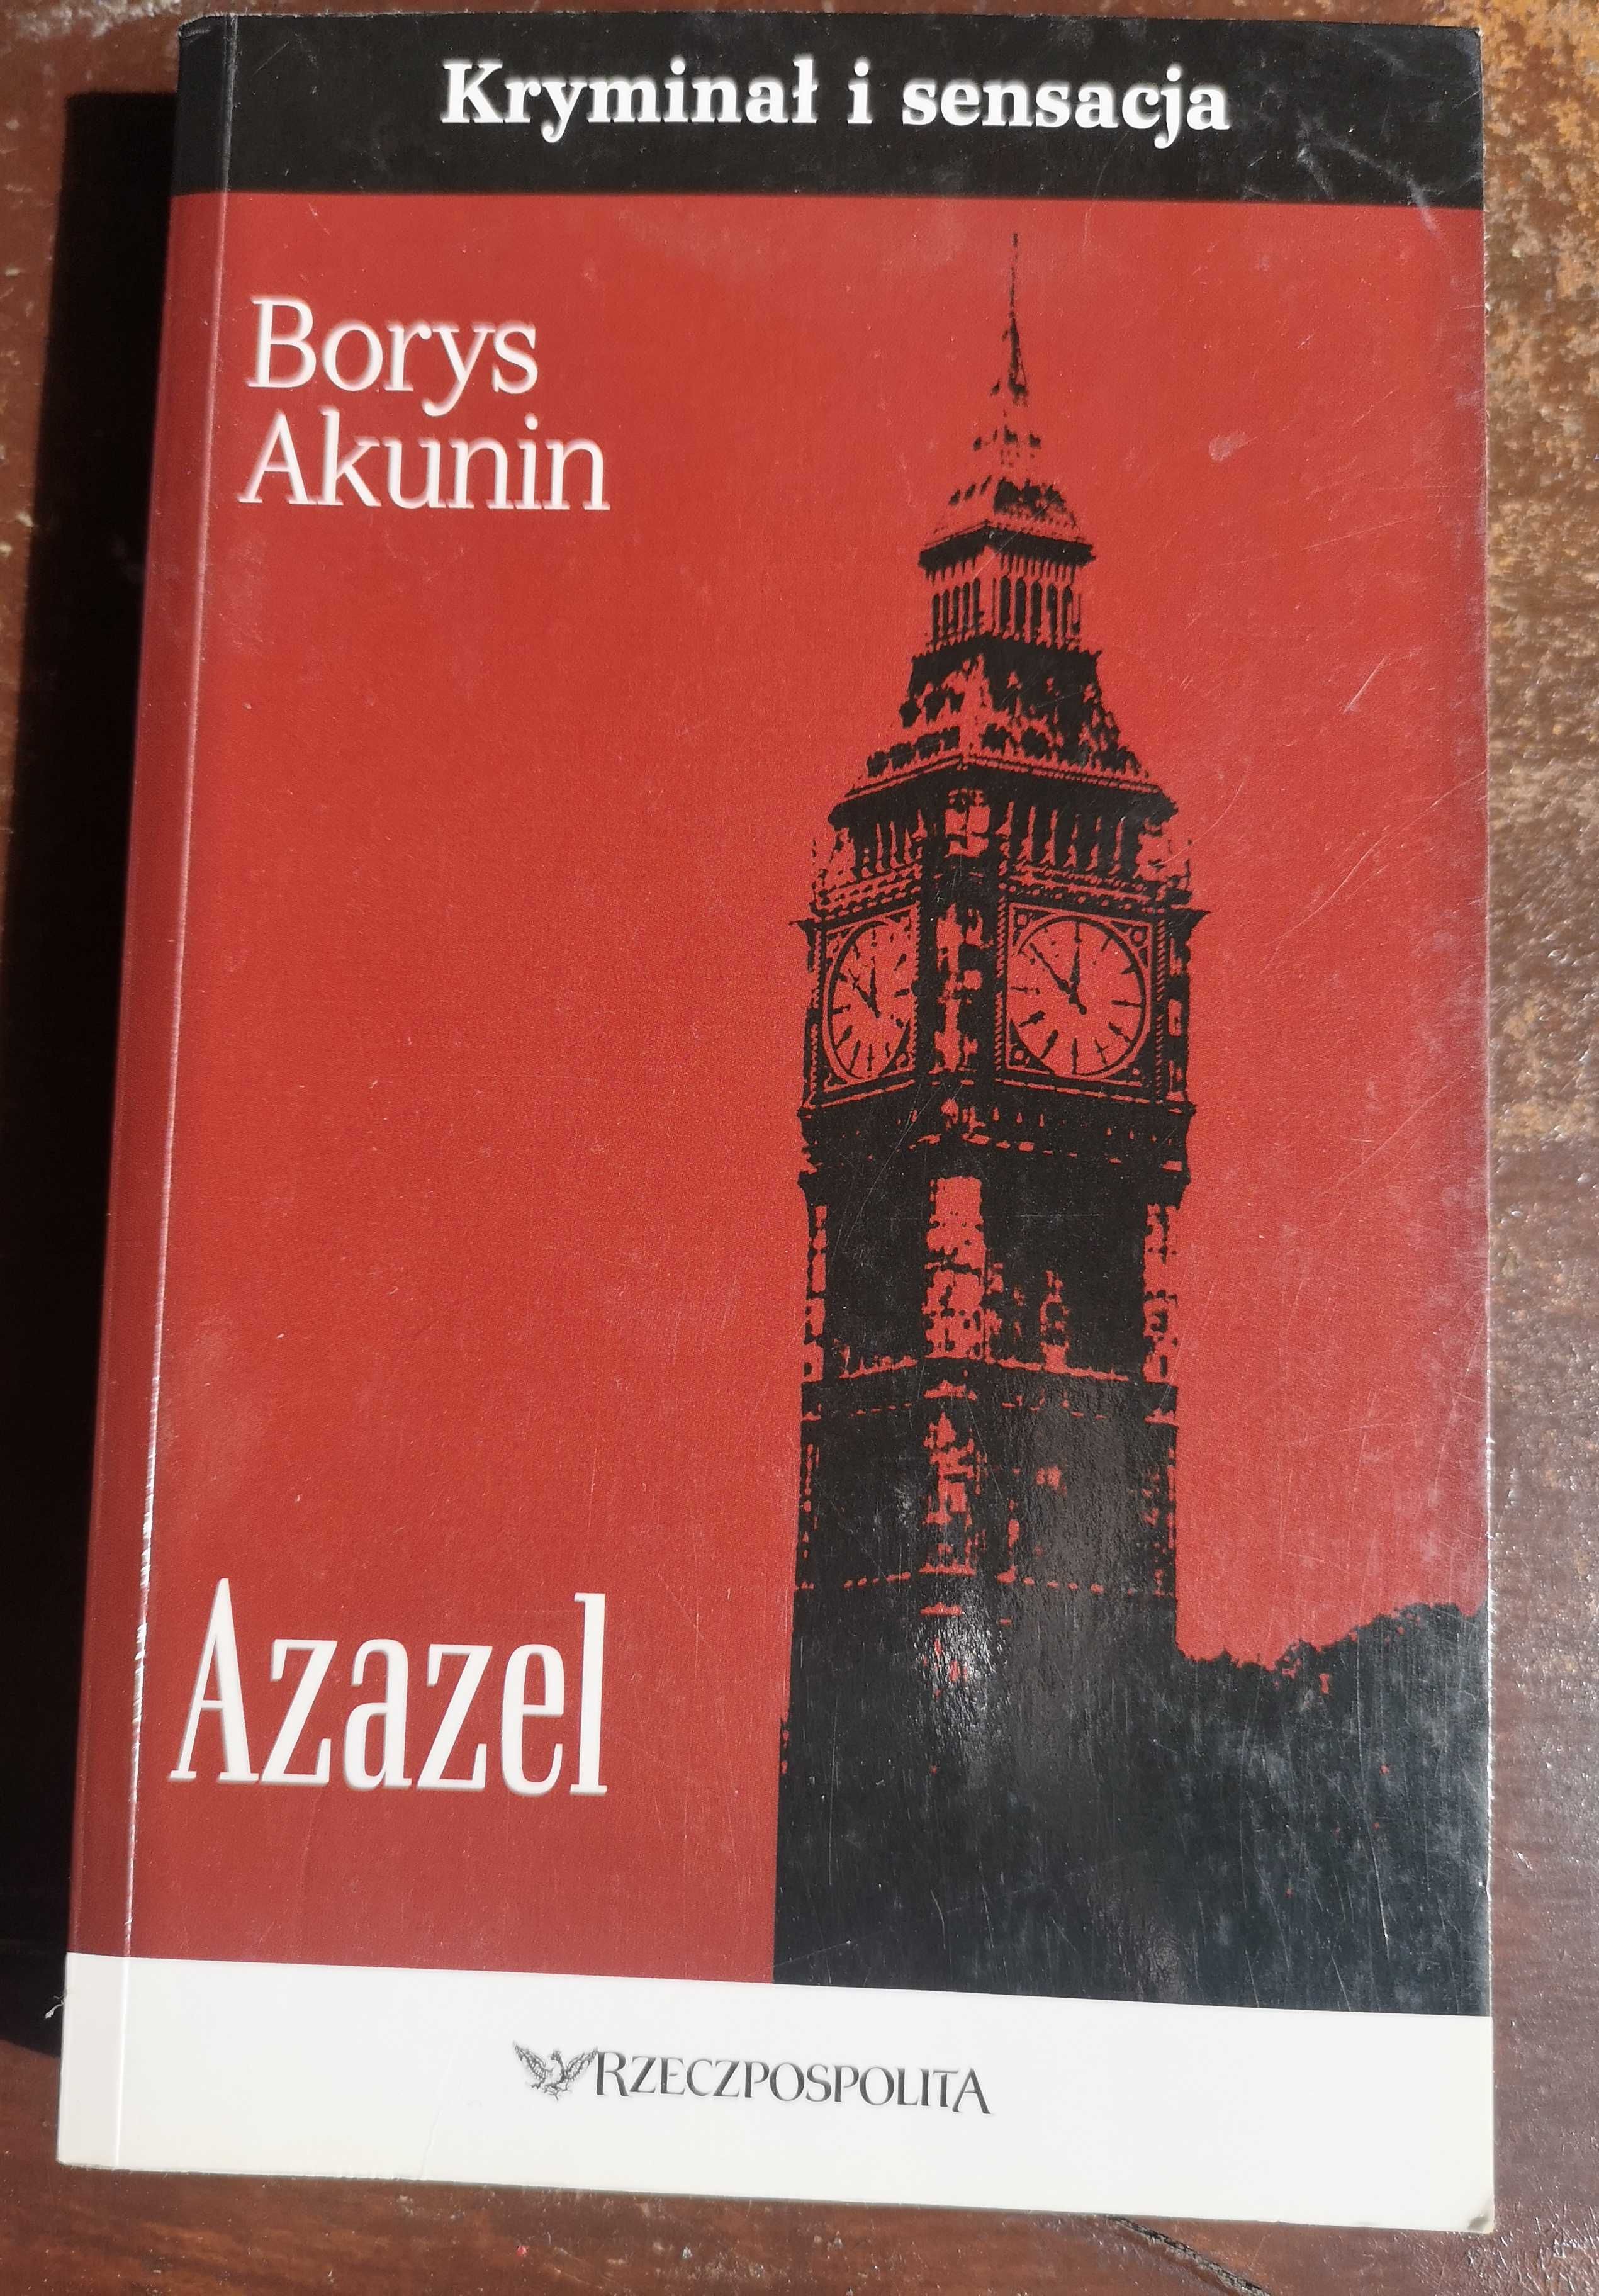 Kryminał i sensacja
Borys
Akunin
Azazel
RZECZPOSPOLITA